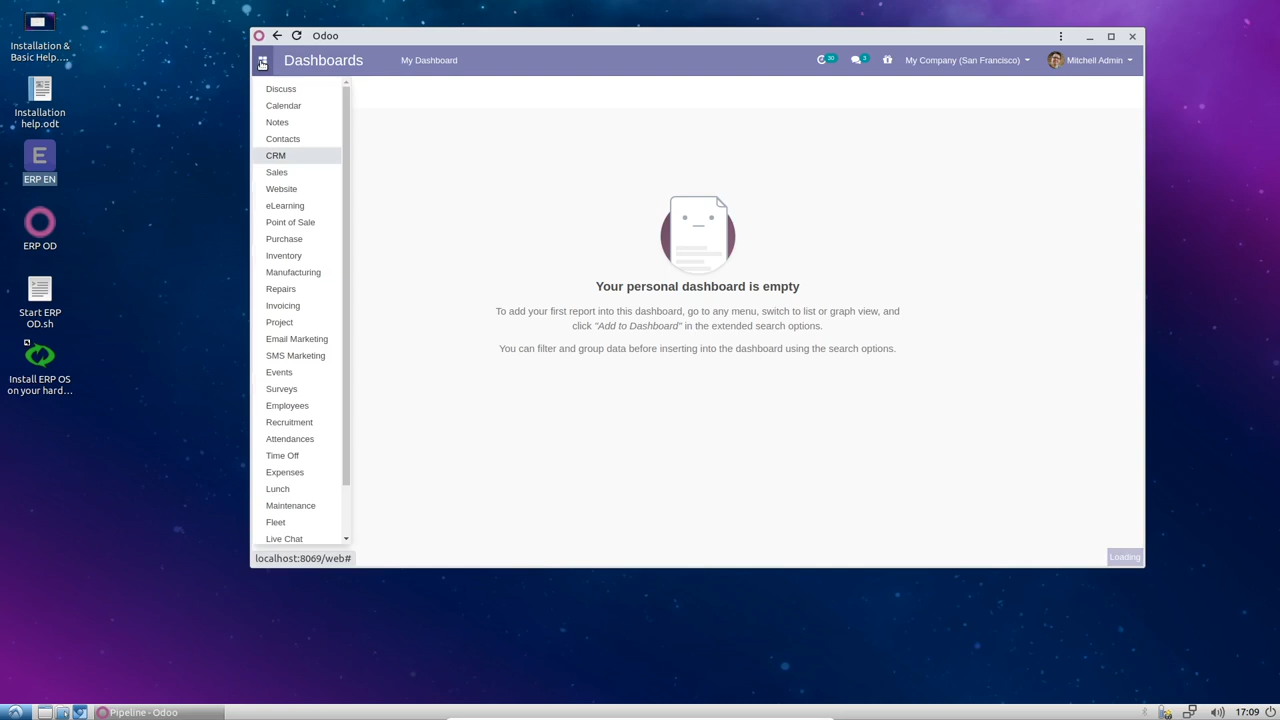 Installation &
Basic Help....
Installation
help.odt
E
ERP EN
ERP OD
Start ERP
OD.sh
Install ERP OS
on your hard...
Odoo
Dashboards
My Dashboard
30
3
My Company (San Francisco)
Mitchell Admin
Discuss
Calendar
Notes
Contacts
CRM
Sales
Website
eLearning
Point of Sale
Purchase
Inventory
Manufacturing
Repairs
Invoicing
Project
Email Marketing
SMS Marketing
Events
Surveys
Employees
Recruitment
Attendances
Time Off
Expenses
Lunch
Maintenance
Fleet
Live Chat
Your personal dashboard is empty
To add your first report into this dashboard, go to any menu, switch to list or graph view, and
click "Add to Dashboard" in the extended search options.
You can filter and group data before inserting into the dashboard using the search options.
localhost:8069/web#
Loading
Pipeline - Odoo
17:09